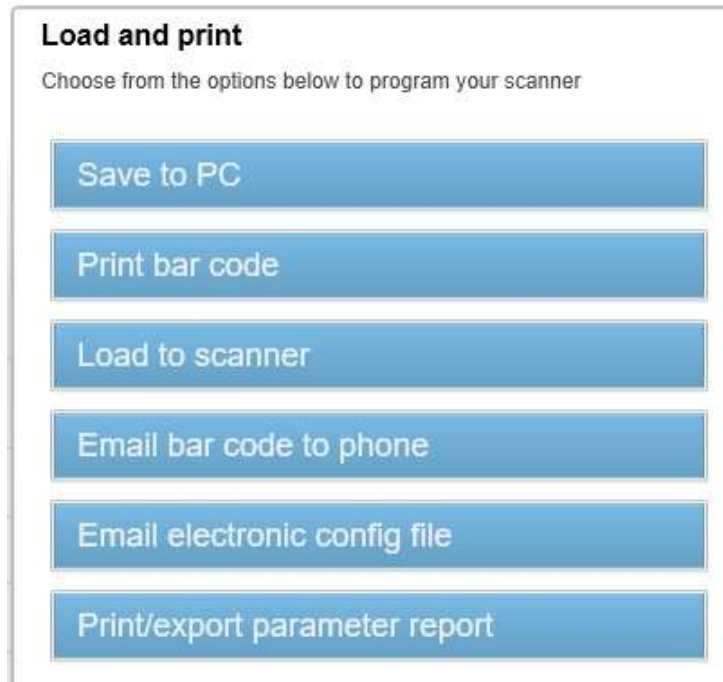 Load and print
Choose from the options below to program your scanner
Save to PC
Print bar code
Load to scanner
Email bar code to phone
Email electronic config file
Print/export parameter report